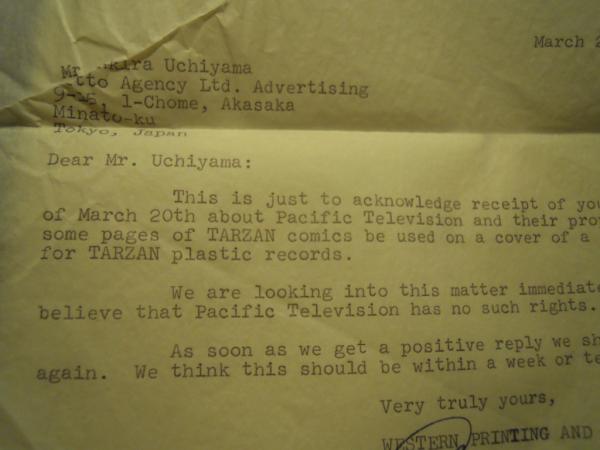 March 2
Mr. Akira Uchiyama
tto Agency Ltd. Advertising
1-Chome, Akasaka
Minato-ku
Tokyo, Japan
Dear Mr. Uchiyama:
This is just to acknowledge receipt of you
of March 20th about Pacific Television and their pro
some pages of TARZAN comics be used on a cover of a
for TARZAN plastic records.
We are looking into this matter immediate
believe that Pacific Television has no such rights.
As soon as we get a positive reply we sh
again. We think this should be within a week or te
Very truly yours,
WESTERN PRINTING AND